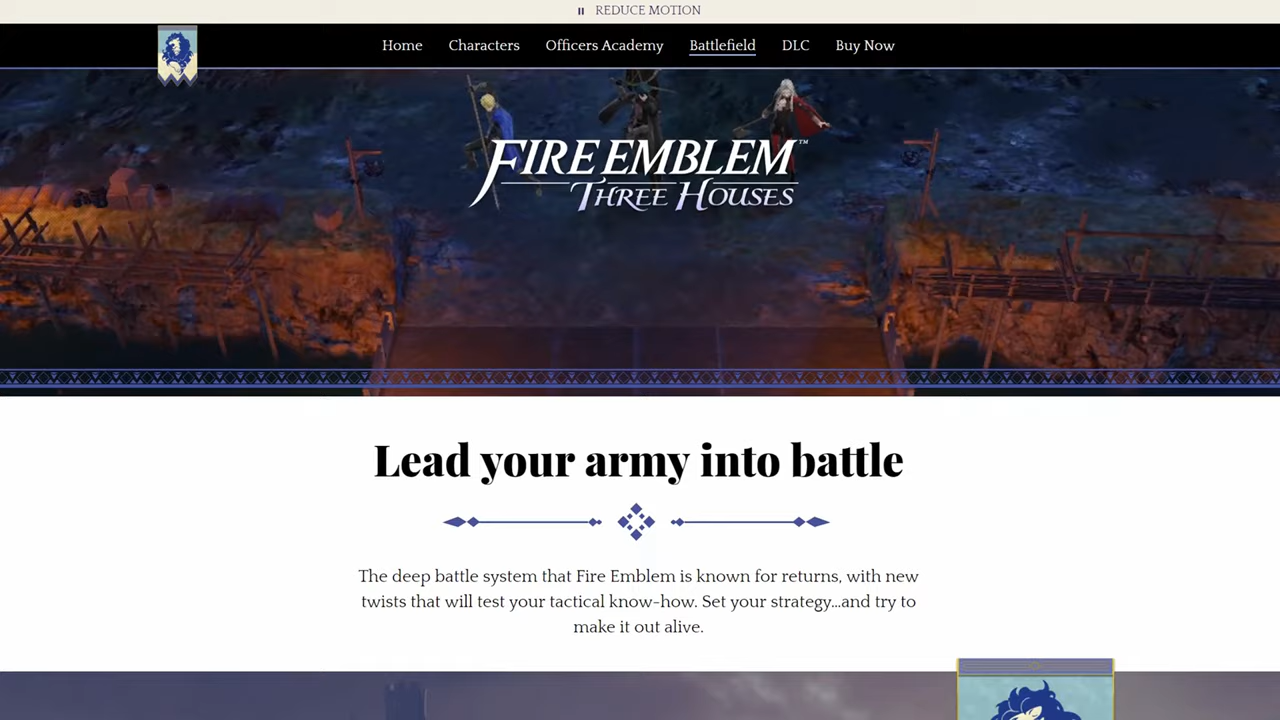 REDUCE MOTION
Home Characters Officers Academy Battlefield DLC Buy Now
FIRE EMBLEM™
THREE HOUSES
Lead your army into battle
The deep battle system that Fire Emblem is known for returns, with new
twists that will test your tactical know-how. Set your strategy...and try to
make it out alive.